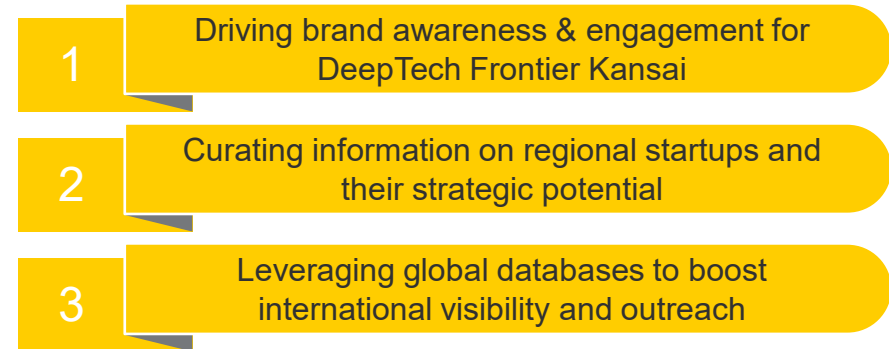 1
Driving brand awareness & engagement for
DeepTech Frontier Kansai
2
Curating information on regional startups and
their strategic potential
3
Leveraging global databases to boost
international visibility and outreach